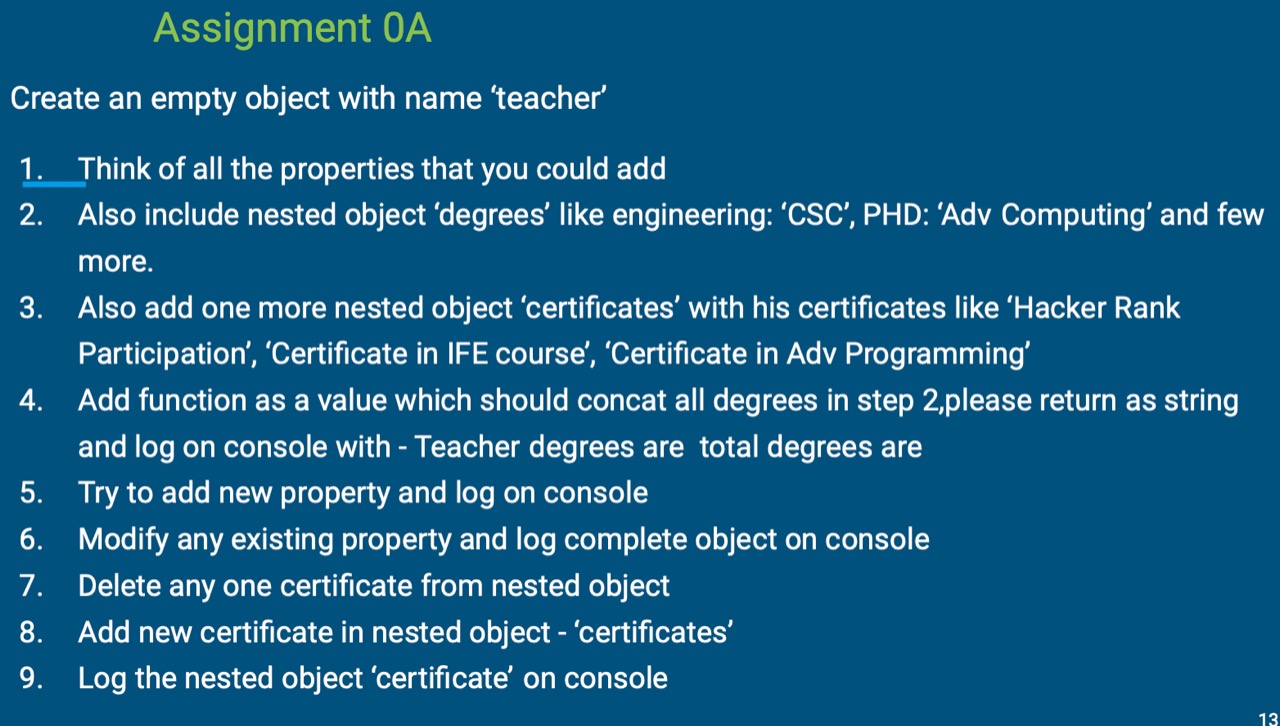 Assignment 0A
Create an empty object with name ‘teacher’
1. Think of all the properties that you could add
2. Also include nested object ‘degrees’ like engineering: ‘CSC’, PHD: ‘Adv Computing’ and few
more.
3. Also add one more nested object ‘certificates’ with his certificates like ‘Hacker Rank
Participation’, ‘Certificate in IFE course’, ‘Certificate in Adv Programming’
4. Add function as a value which should concat all degrees in step 2,please return as string
and log on console with - Teacher degrees are  total degrees are
5. Try to add new property and log on console
6. Modify any existing property and log complete object on console
7. Delete any one certificate from nested object
8. Add new certificate in nested object - ‘certificates’
9. Log the nested object ‘certificate’ on console
13